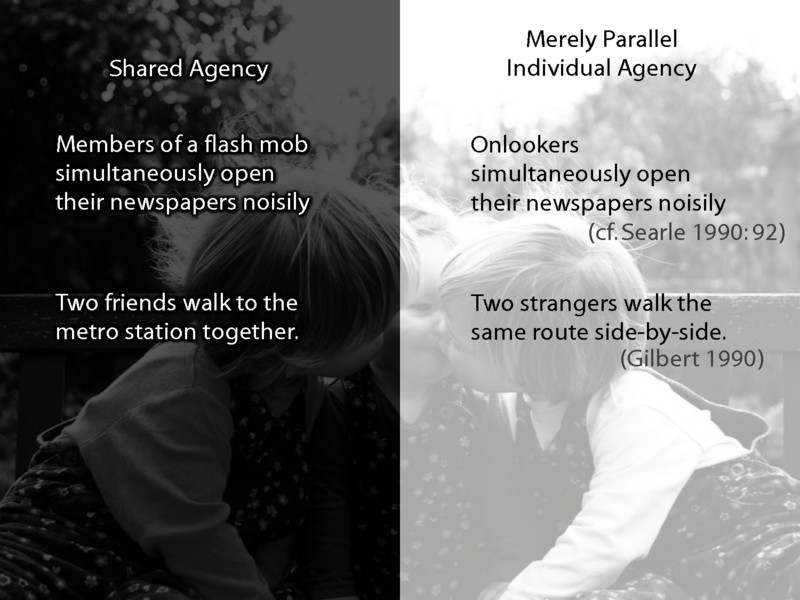 Shared Agency
Members of a flash mob
simultaneously open
their newspapers noisily
Two friends walk to the
metro station together.
Merely Parallel
Individual Agency
Onlookers
simultaneously open
their newspapers noisily
(cf. Searle 1990: 92)
Two strangers walk the
same route side-by-side.
(Gilbert 1990)